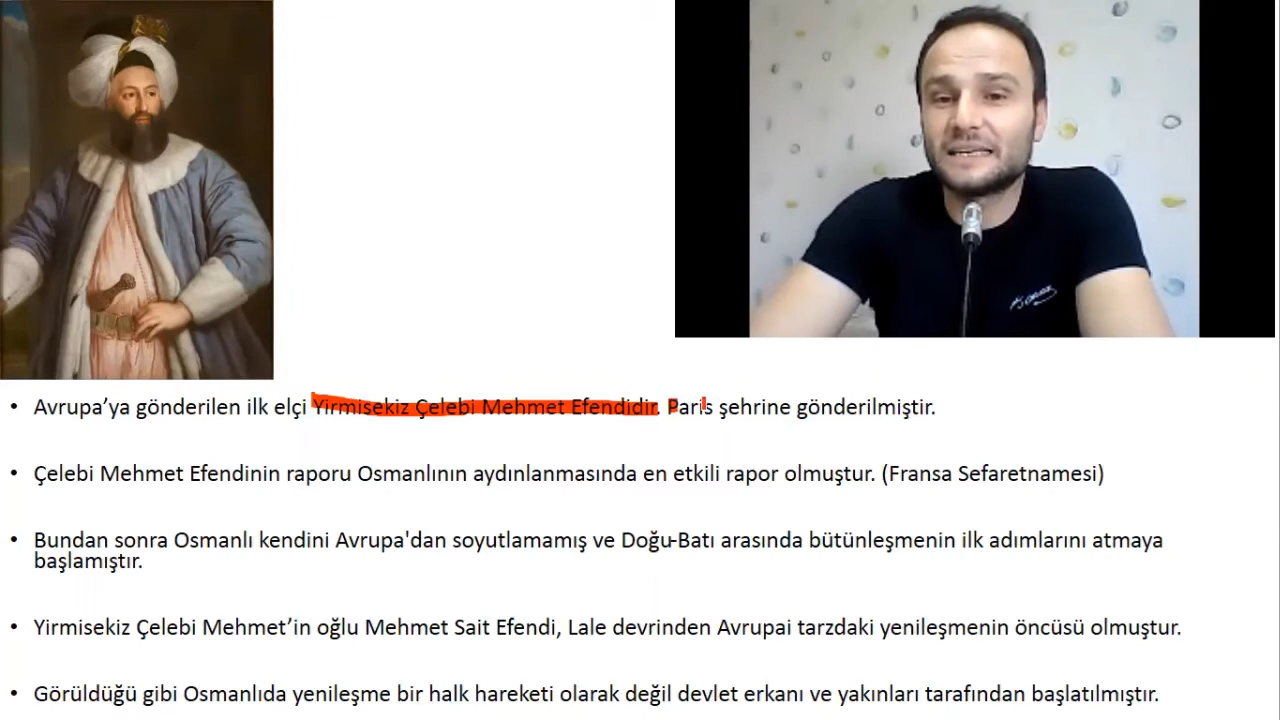 • Avrupa’ya gönderilen ilk elçi Yirmisekiz Çelebi Mehmet Efendidir. Paris şehrine gönderilmiştir.
• Çelebi Mehmet Efendinin raporu Osmanlının aydınlanmasında en etkili rapor olmuştur. (Fransa Sefaretnamesi)
• Bundan sonra Osmanlı kendini Avrupa'dan soyutlamamış ve Doğu-Batı arasında bütünleşmenin ilk adımlarını atmaya
başlamıştır.
• Yirmisekiz Çelebi Mehmet’in oğlu Mehmet Sait Efendi, Lale devrinden Avrupai tarzdaki yenileşmenin öncüsü olmuştur.
• Görüldüğü gibi Osmanlıda yenileşme bir halk hareketi olarak değil devlet erkanı ve yakınları tarafından başlatılmıştır.